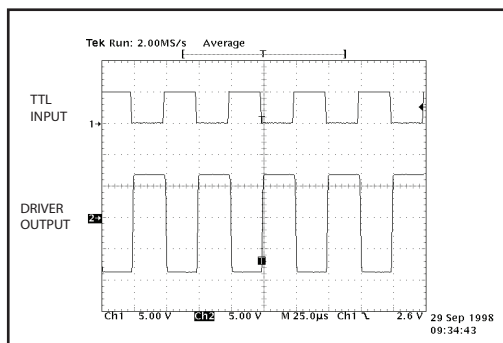 Tek Run: 2.00MS/s Average
T
TTL
INPUT
1
T
DRIVER
OUTPUT
2
T
Ch1 5.00 V Ch2 5.00 V M 25.0µs Ch1 2.6 V
29 Sep 1998
09:34:43